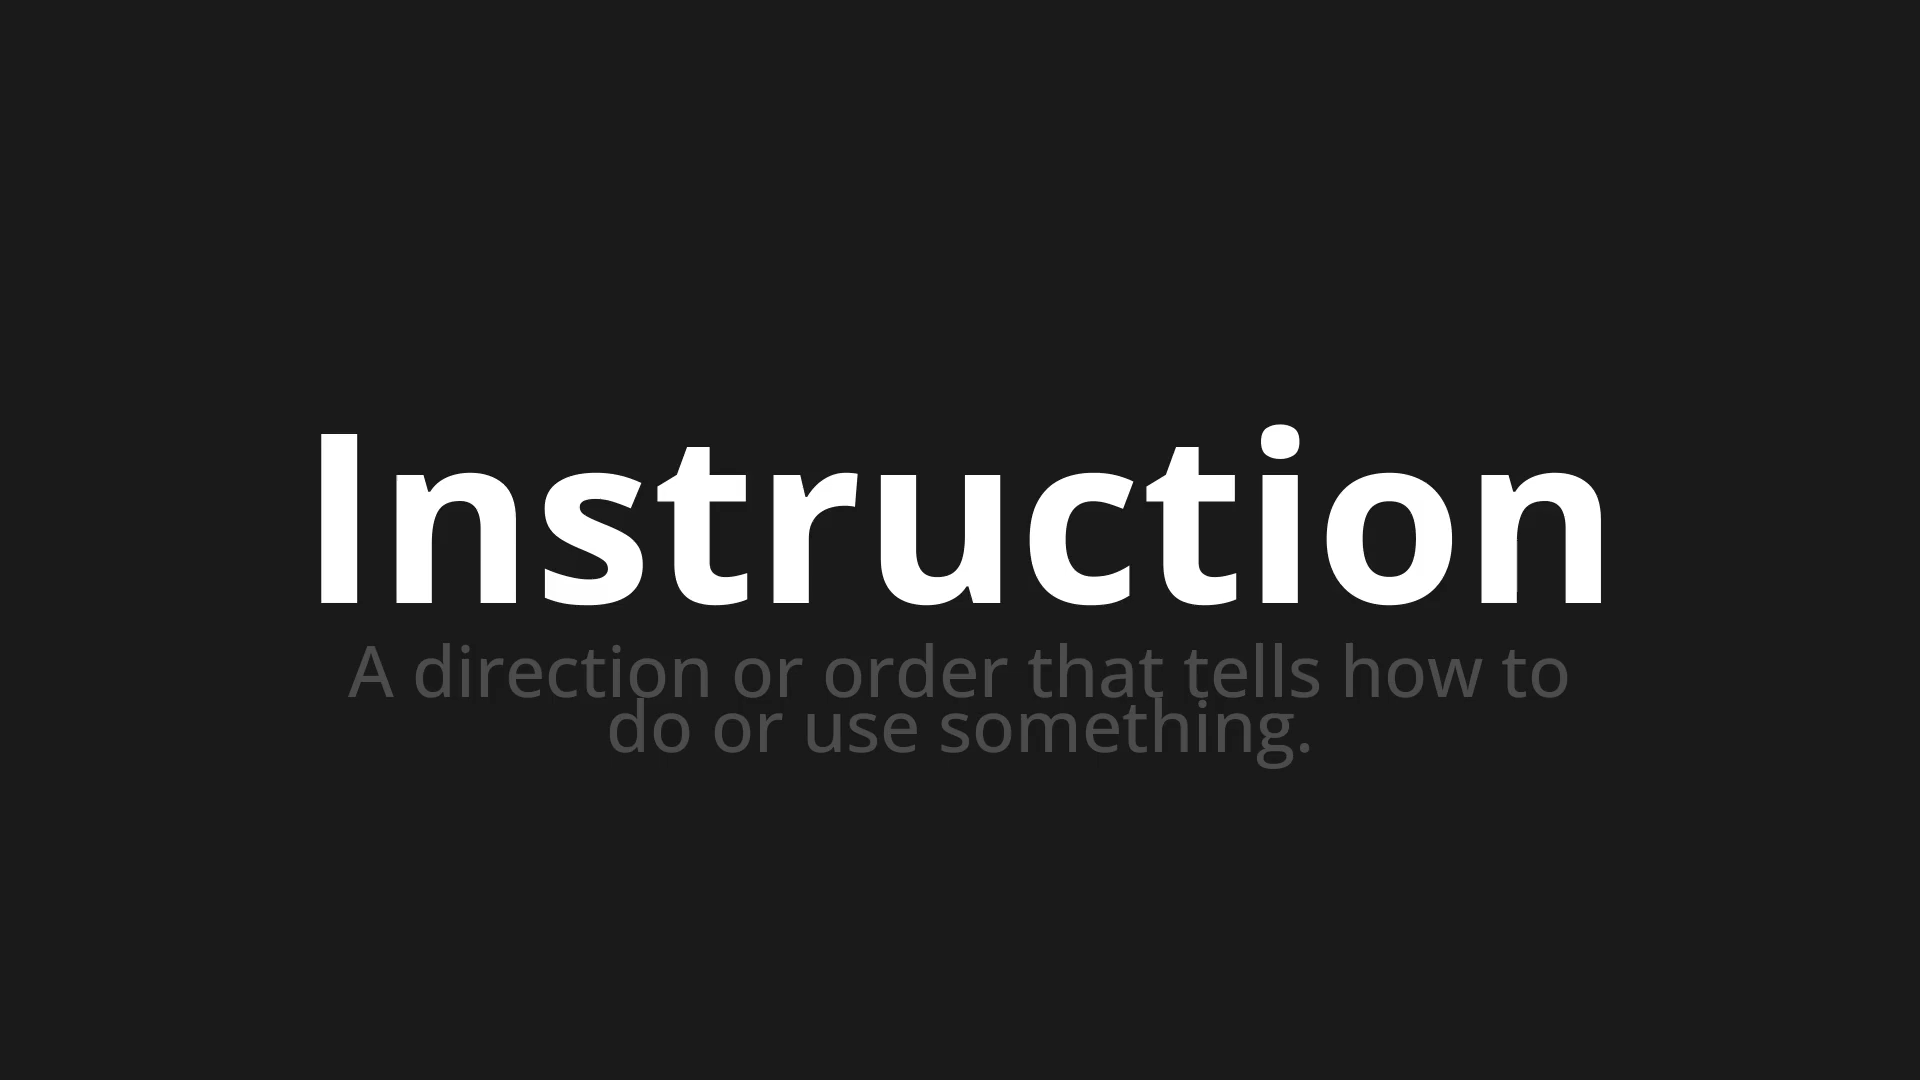 Instruction
A direction or order that tells how to
do or use something.